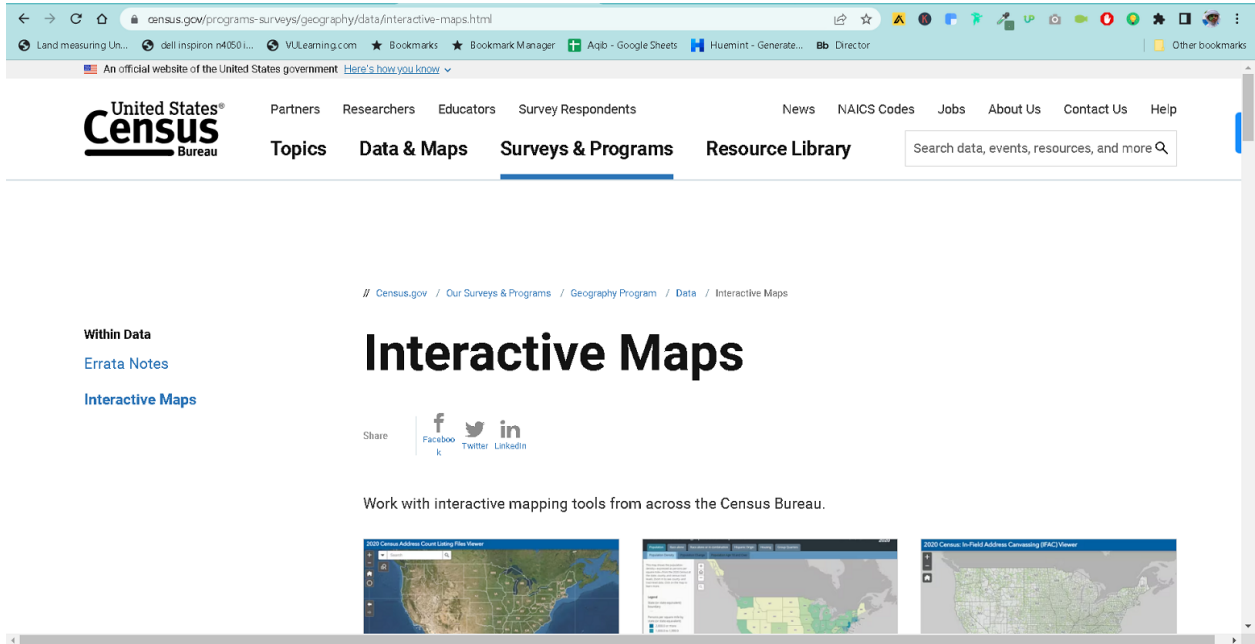 census.gov/programs-surveys/geography/data/interactive-maps.html
Land measuring Un... dell inspiron n4050 i... VULearning.com Bookmarks Bookmark Manager Aqib - Google Sheets Huemint - Generate... Bb Director Other bookmarks
An official website of the United States government Here's how you know
United States®
Census
Bureau
Partners Researchers Educators Survey Respondents News NAICS Codes Jobs About Us Contact Us Help
Topics Data & Maps Surveys & Programs Resource Library Search data, events, resources, and more
// Census.gov / Our Surveys & Programs / Geography Program / Data / Interactive Maps
Within Data
Errata Notes
Interactive Maps
Interactive Maps
Share
Faceboo
k
Twitter
LinkedIn
Work with interactive mapping tools from across the Census Bureau.
2020 Census Address Count Listing Files Viewer
Search
2020 Census: In-Field Address Canvassing (IFAC) Viewer